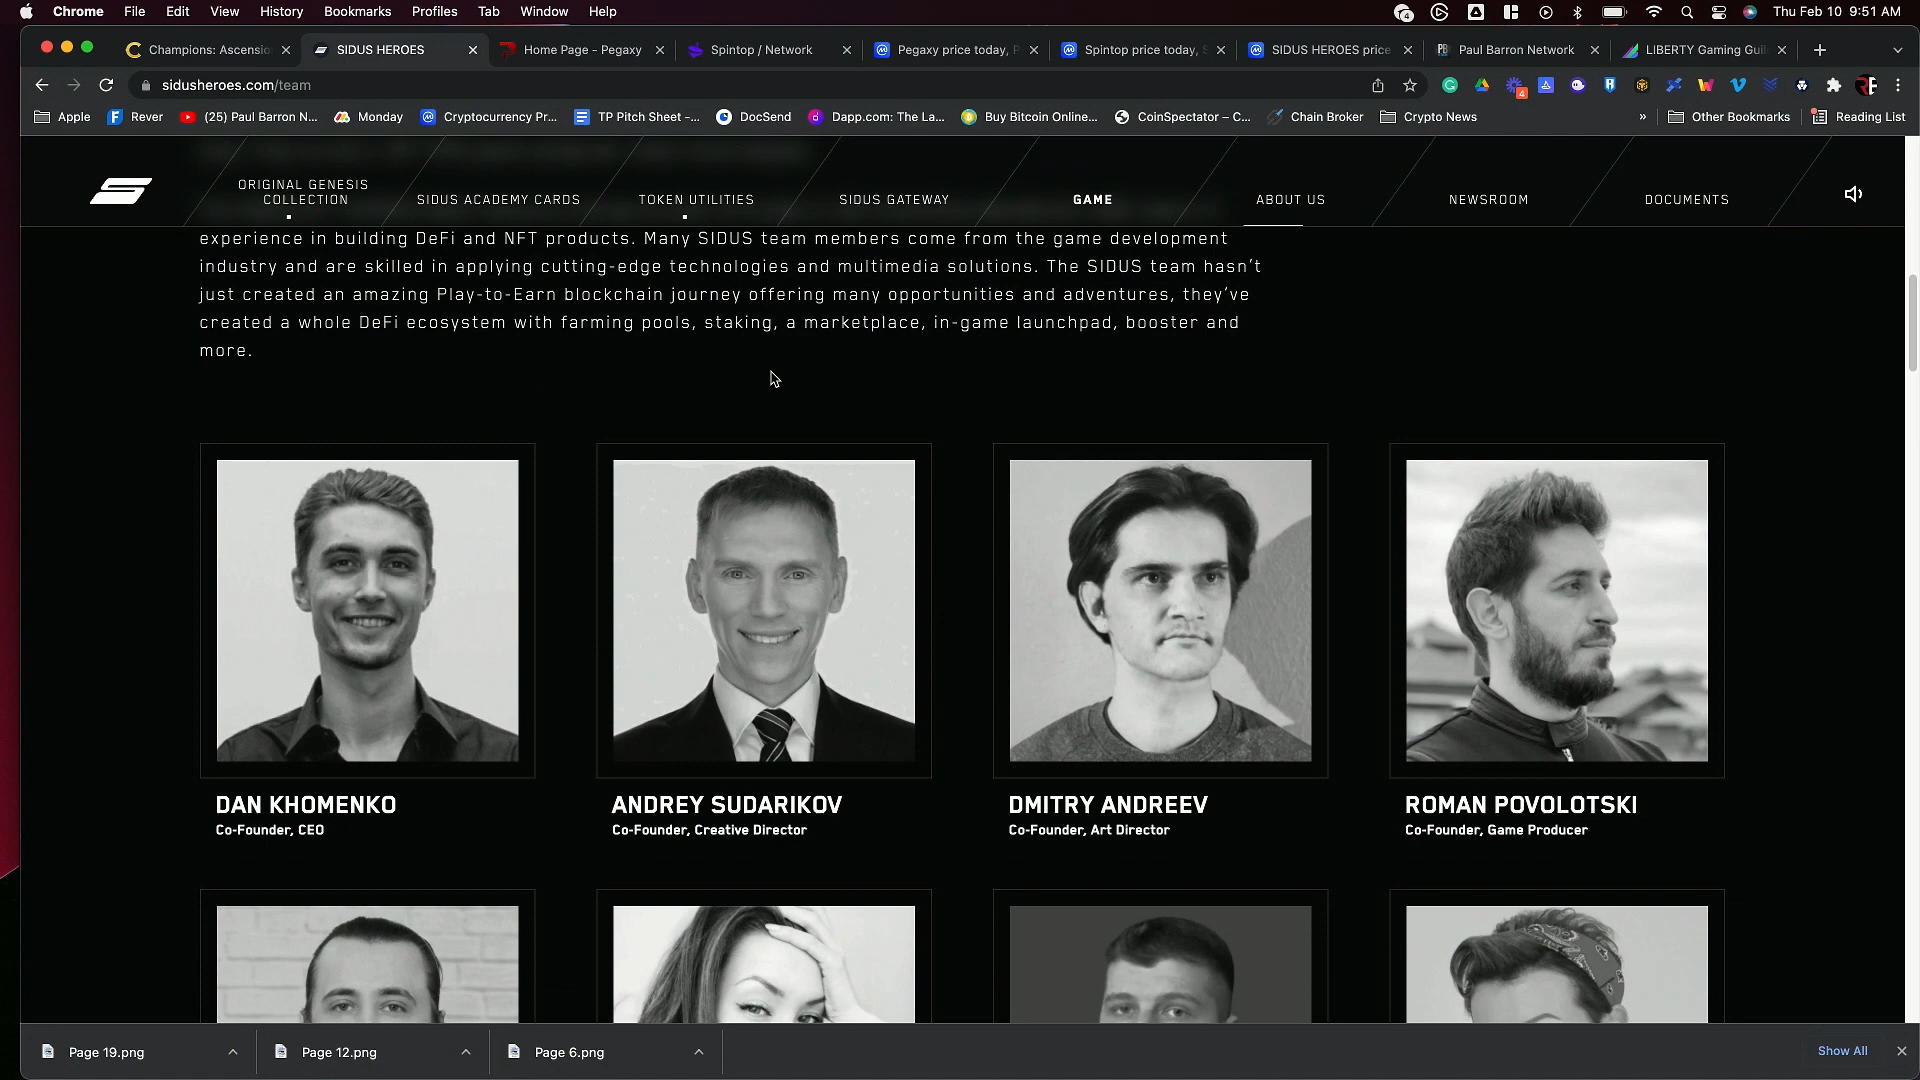 Chrome File Edit View History Bookmarks Profiles Tab Window Help
4
Thu Feb 10 9:51 AM
Champions: Ascensio
SIDUS HEROES
Home Page - Pegaxy
Spintop / Network
Pegaxy price today, P
Spintop price today, S
SIDUS HEROES price
PB
Paul Barron Network
LIBERTY Gaming Guil
sidusheroes.com/team
4
Apple
Rever
(25) Paul Barron N...
Monday
Cryptocurrency Pr...
TP Pitch Sheet -...
DocSend
Dapp.com: The La...
Buy Bitcoin Online...
CoinSpectator – C...
Chain Broker
Crypto News
»
Other Bookmarks
Reading List
ORIGINAL GENESIS
COLLECTION
SIDUS ACADEMY CARDS
TOKEN UTILITIES
SIDUS GATEWAY
GAME
ABOUT US
NEWSROOM
DOCUMENTS
experience in building DeFi and NFT products. Many SIDUS team members come from the game development
industry and are skilled in applying cutting-edge technologies and multimedia solutions. The SIDUS team hasn't
just created an amazing Play-to-Earn blockchain journey offering many opportunities and adventures, they've
created a whole DeFi ecosystem with farming pools, staking, a marketplace, in-game launchpad, booster and
more.
DAN KHOMENKO
Co-Founder, CEO
ANDREY SUDARIKOV
Co-Founder, Creative Director
DMITRY ANDREEV
Co-Founder, Art Director
ROMAN POVOLOTSKI
Co-Founder, Game Producer
Page 19.png
Page 12.png
Page 6.png
Show All